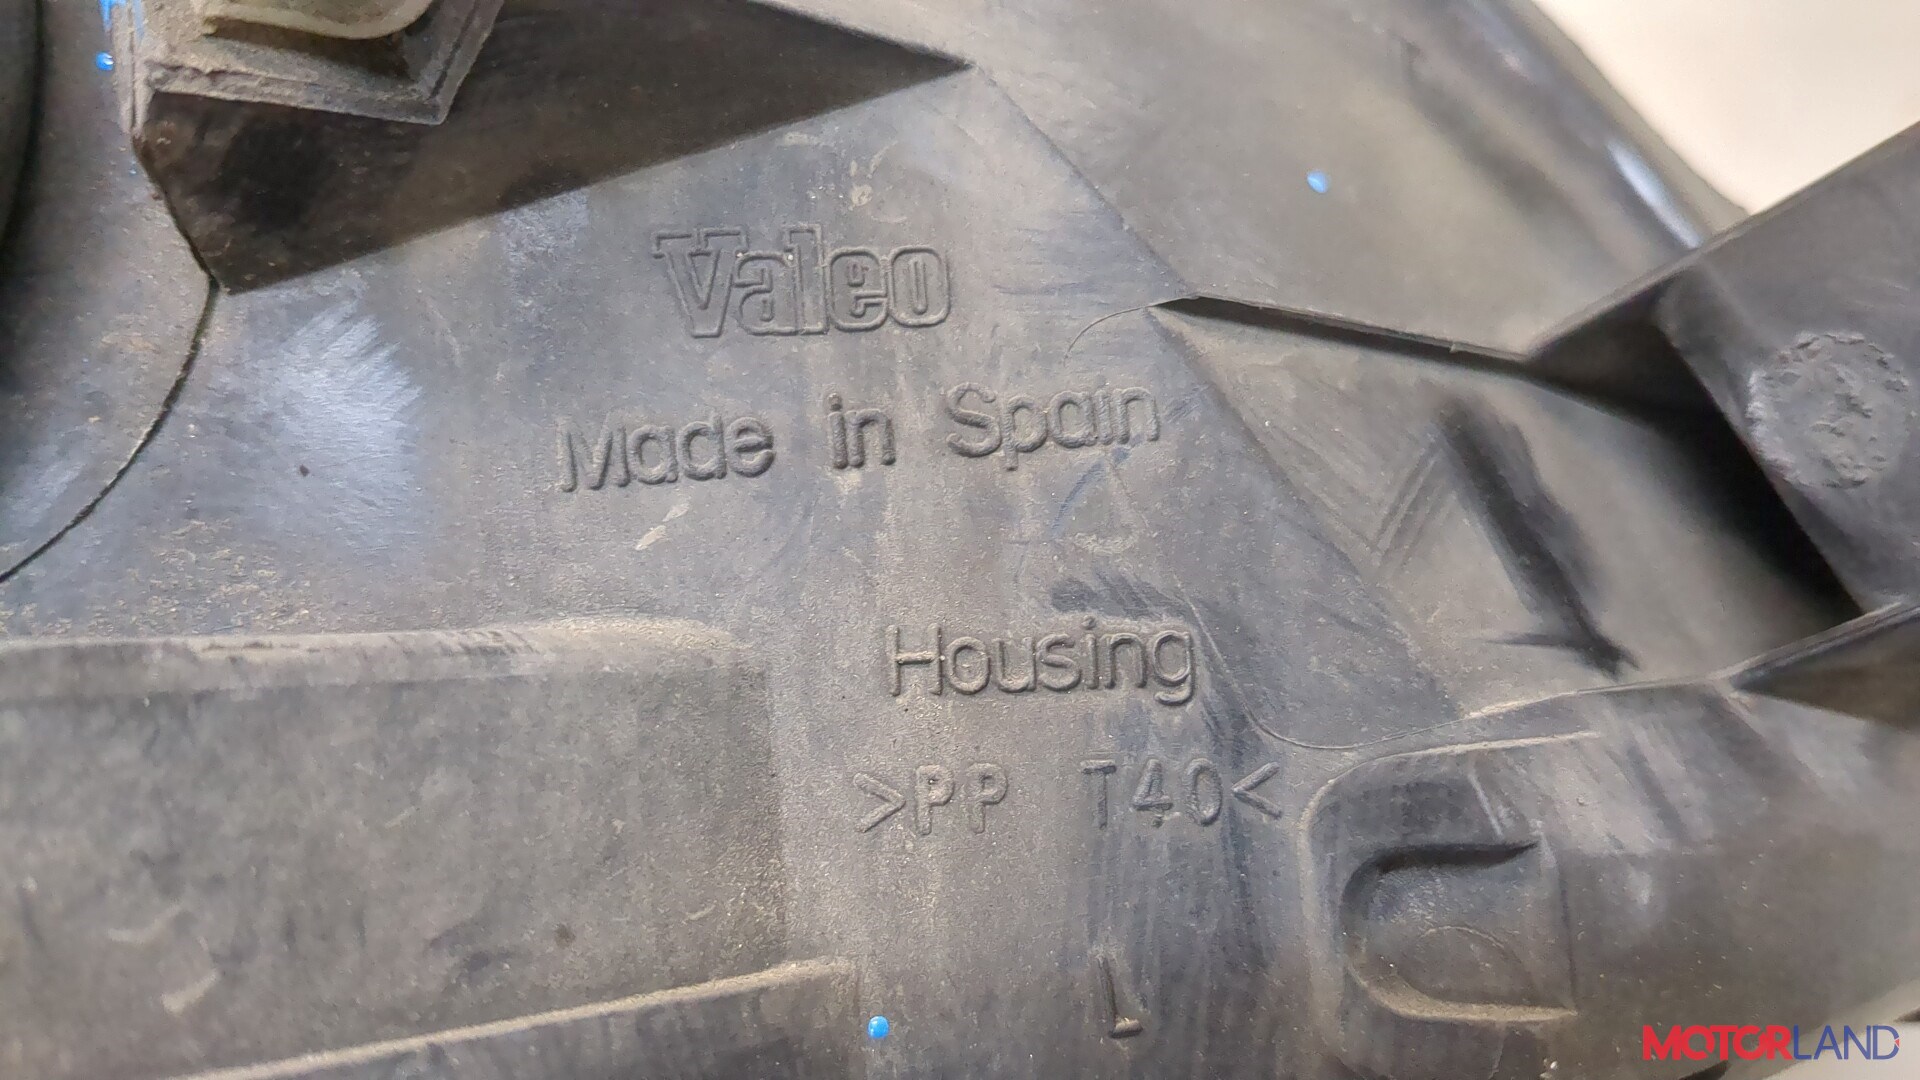 Valeo
Made in Spain
Housing
>PP T40<
L
MOTORLAND